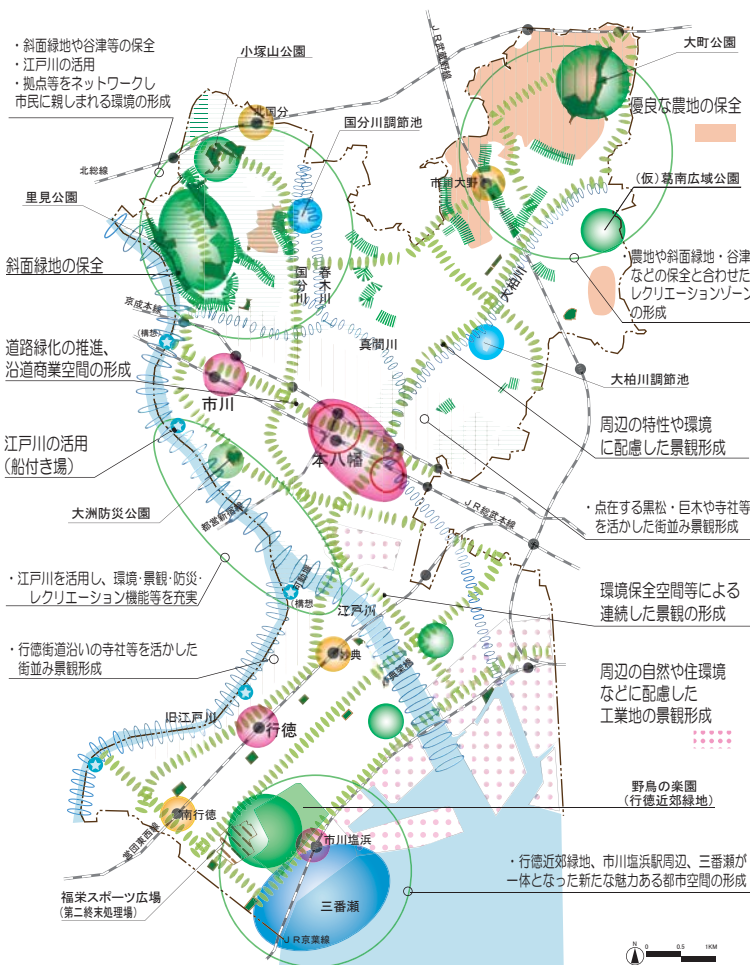 ・斜面緑地や谷津等の保全
・江戸川の活用
・拠点等をネットワークし
市民に親しまれる環境の形成
小塚山公園
ＪＲ武蔵野線
大町公園
北国分
国分川調節池
優良な農地の保全
北総線
市川大野
(仮)葛南広域公園
里見公園
斜面緑地の保全
国分川
春木川
大柏川
農地や斜面緑地・谷津
などの保全と合わせた
レクリエーションゾーン
の形成
京成本線
(構想)
真間川
道路緑化の推進、
沿道商業空間の形成
大柏川調節池
市川
江戸川の活用
(船付き場)
本八幡
周辺の特性や環境
に配慮した景観形成
大洲防災公園
都営新宿線
ＪＲ総武本線
・点在する黒松・巨木や寺社等
を活かした街並み景観形成
・江戸川を活用し、環境・景観・防災・
レクリエーション機能等を充実
(構想)
江戸川
環境保全空間等による
連続した景観の形成
・行徳街道沿いの寺社等を活かした
街並み景観形成
妙典
周辺の自然や住環境
などに配慮した
工業地の景観形成
旧江戸川
行徳
野鳥の楽園
(行徳近郊緑地)
南行徳
営団東西線
市川塩浜
・行徳近郊緑地、市川塩浜駅周辺、三番瀬が
一体となった新たな魅力ある都市空間の形成
福栄スポーツ広場
(第二終末処理場)
三番瀬
ＪＲ京葉線
N
0 0.5 1KM